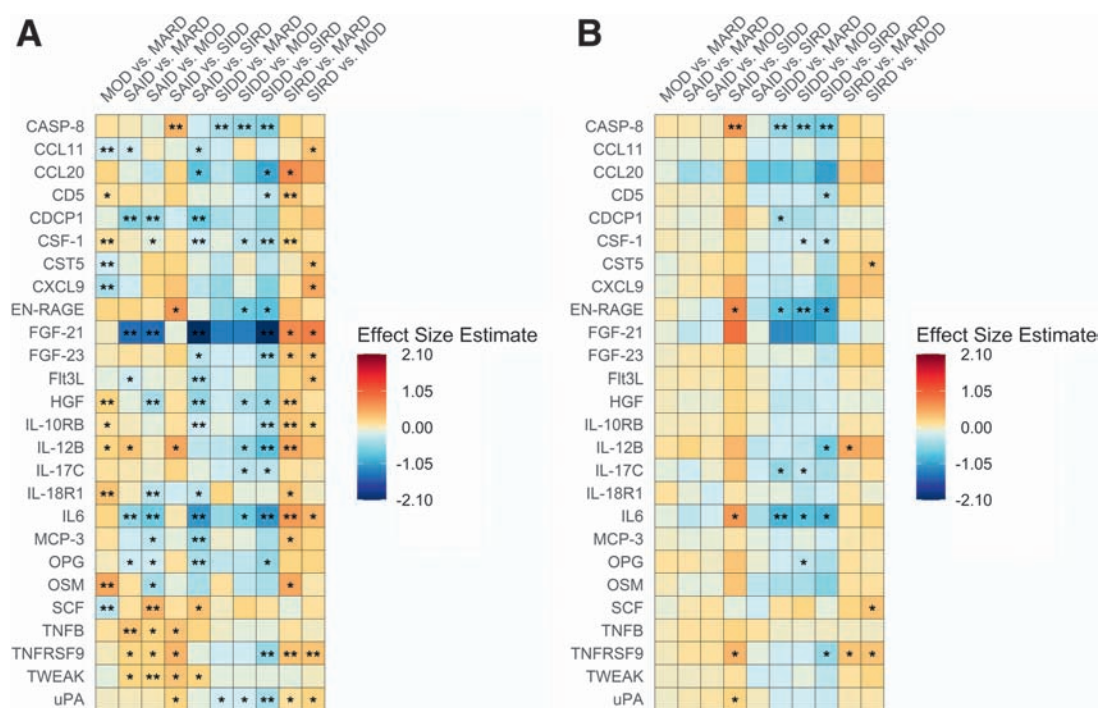 A
MOD vs. MARD
SAID vs. MARD
SAID vs. MOD
SAID vs. SIDD
SAID vs. SIRD
SIDD vs. MARD
SIDD vs. MOD
SIDD vs. SIRD
SIRD vs. MARD
SIRD vs. MOD
CASP-8 ** ** ** **
CCL11 ** * * *
CCL20 * * *
CD5 * * **
CDCP1 ** ** **
CSF-1 ** * ** * ** **
CST5 ** *
CXCL9 ** *
EN-RAGE * * *
FGF-21 ** ** ** ** * *
FGF-23 * ** * *
Flt3L * ** *
HGF ** ** ** * * **
IL-10RB * ** ** ** *
IL-12B * * * * ** **
IL-17C * *
IL-18R1 ** ** * *
IL6 ** ** ** * ** ** *
MCP-3 * ** *
OPG * * ** *
OSM ** * *
SCF ** ** *
TNFB ** * *
TNFRSF9 * * * ** ** **
TWEAK * ** * *
uPA * * * ** * *
Effect Size Estimate
2.10
1.05
0.00
-1.05
-2.10
B
MOD vs. MARD
SAID vs. MARD
SAID vs. MOD
SAID vs. SIDD
SAID vs. SIRD
SIDD vs. MARD
SIDD vs. MOD
SIDD vs. SIRD
SIRD vs. MARD
SIRD vs. MOD
CASP-8 ** ** ** **
CCL11
CCL20
CD5 *
CDCP1 *
CSF-1 * *
CST5 *
CXCL9
EN-RAGE * * ** *
FGF-21
FGF-23
Flt3L
HGF
IL-10RB
IL-12B * *
IL-17C * *
IL-18R1
IL6 * ** * *
MCP-3
OPG *
OSM
SCF *
TNFB
TNFRSF9 * * * *
TWEAK
uPA *
Effect Size Estimate
2.10
1.05
0.00
-1.05
-2.10